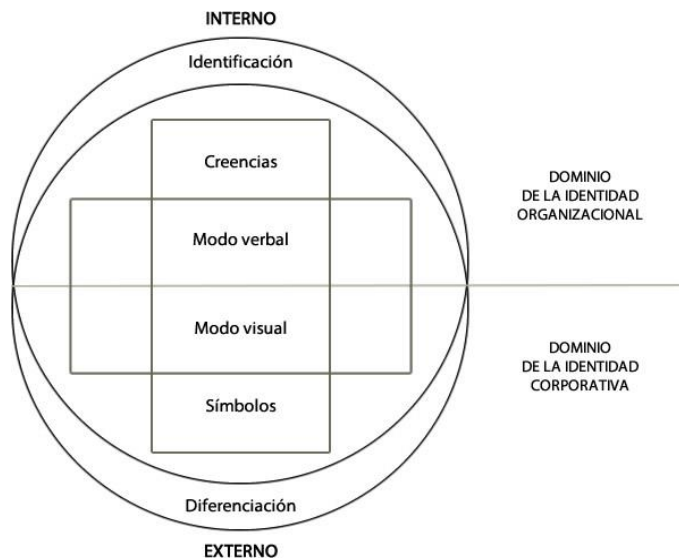 INTERNO
Identificación
Creencias
DOMINIO
DE LA IDENTIDAD
ORGANIZACIONAL
Modo verbal
Modo visual
DOMINIO
DE LA IDENTIDAD
CORPORATIVA
Símbolos
Diferenciación
EXTERNO